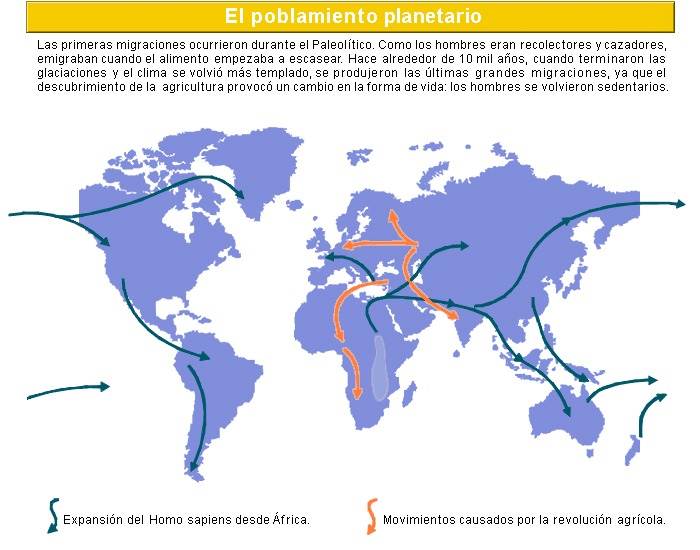 El poblamiento planetario
Las primeras migraciones ocurrieron durante el Paleolítico. Como los hombres eran recolectores y cazadores,
emigraban cuando el alimento empezaba a escasear. Hace alrededor de 10 mil años, cuando terminaron las
glaciaciones y el clima se volvió más templado, se produjeron las últimas grandes migraciones, ya que el
descubrimiento de la agricultura provocó un cambio en la forma de vida: los hombres se volvieron sedentarios.
Expansión del Homo sapiens desde África.
Movimientos causados por la revolución agrícola.